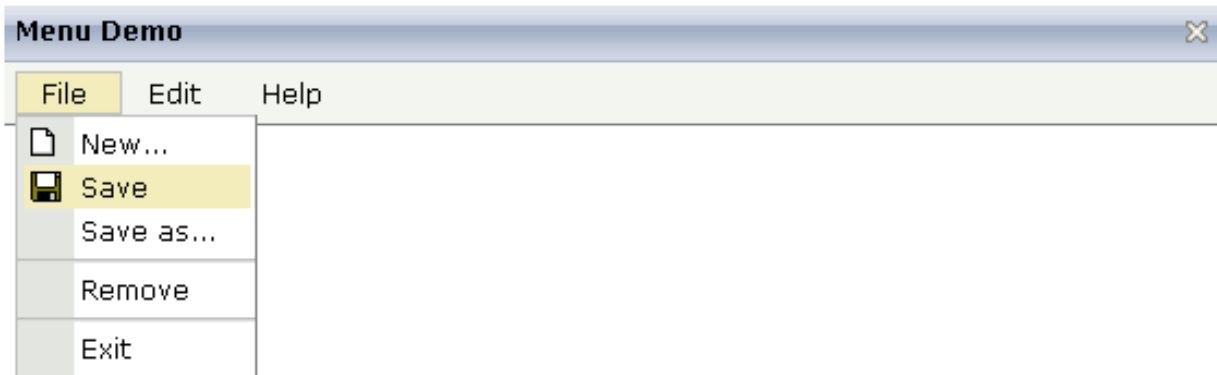 Menu Demo
File Edit Help
New...
Save
Save as...
Remove
Exit